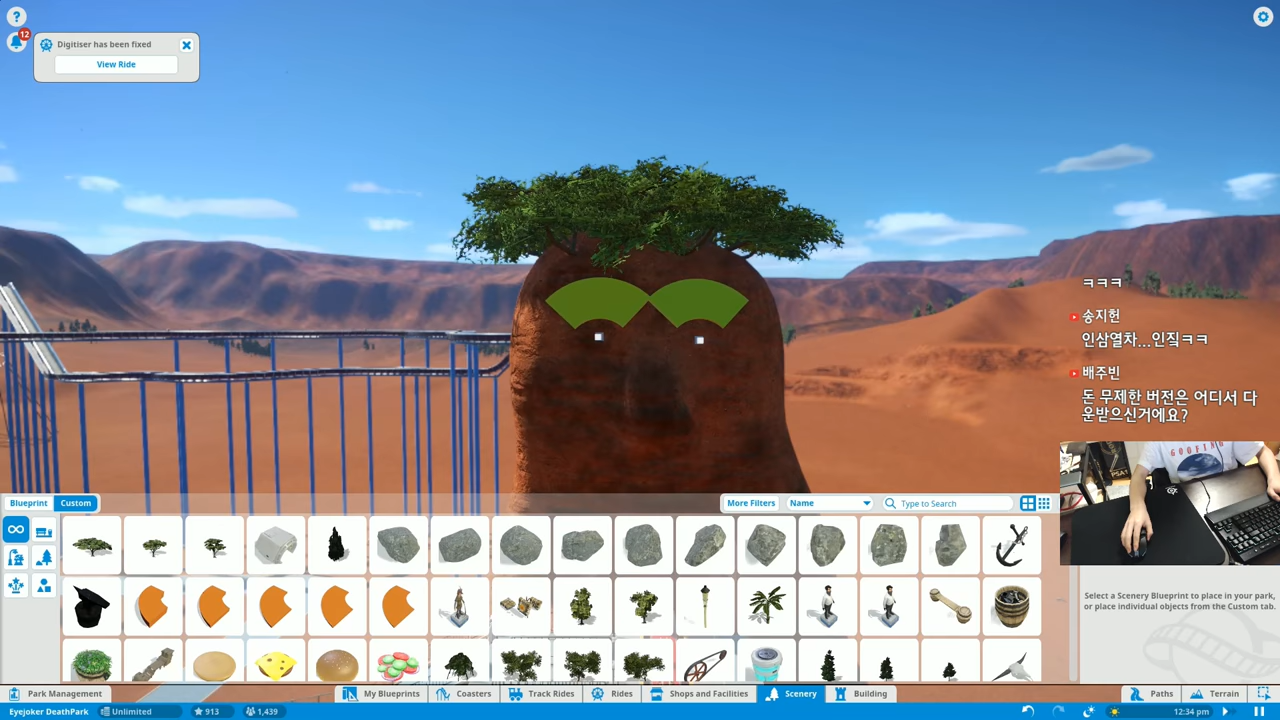 12
Digitiser has been fixed
View Ride
ㅋㅋㅋ
송지헌
인삼열차...인짘ㅋㅋ
배주빈
돈 무제한 버전은 어디서 다
운받으신거에요?
Blueprint
Custom
More Filters
Name
Type to Search
Select a Scenery Blueprint to place in your park,
or place individual objects from the Custom tab.
Park Management
My Blueprints
Coasters
Track Rides
Rides
Shops and Facilities
Scenery
Building
Paths
Terrain
Eyejoker DeathPark
Unlimited
913
1,439
12:34 pm